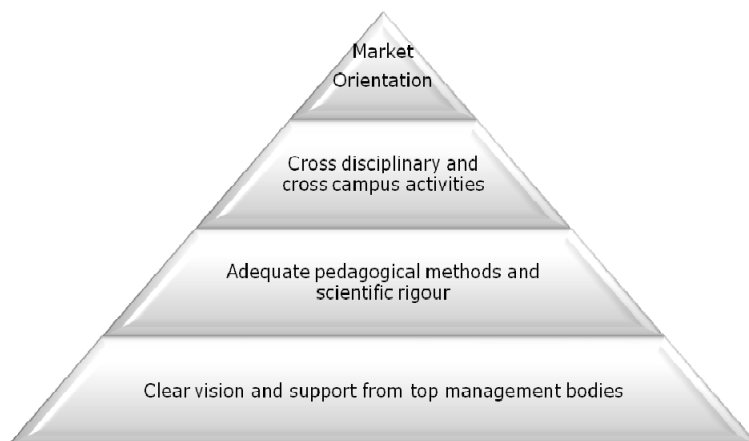 Market
Orientation
Cross disciplinary and
cross campus activities
Adequate pedagogical methods and
scientific rigour
Clear vision and support from top management bodies